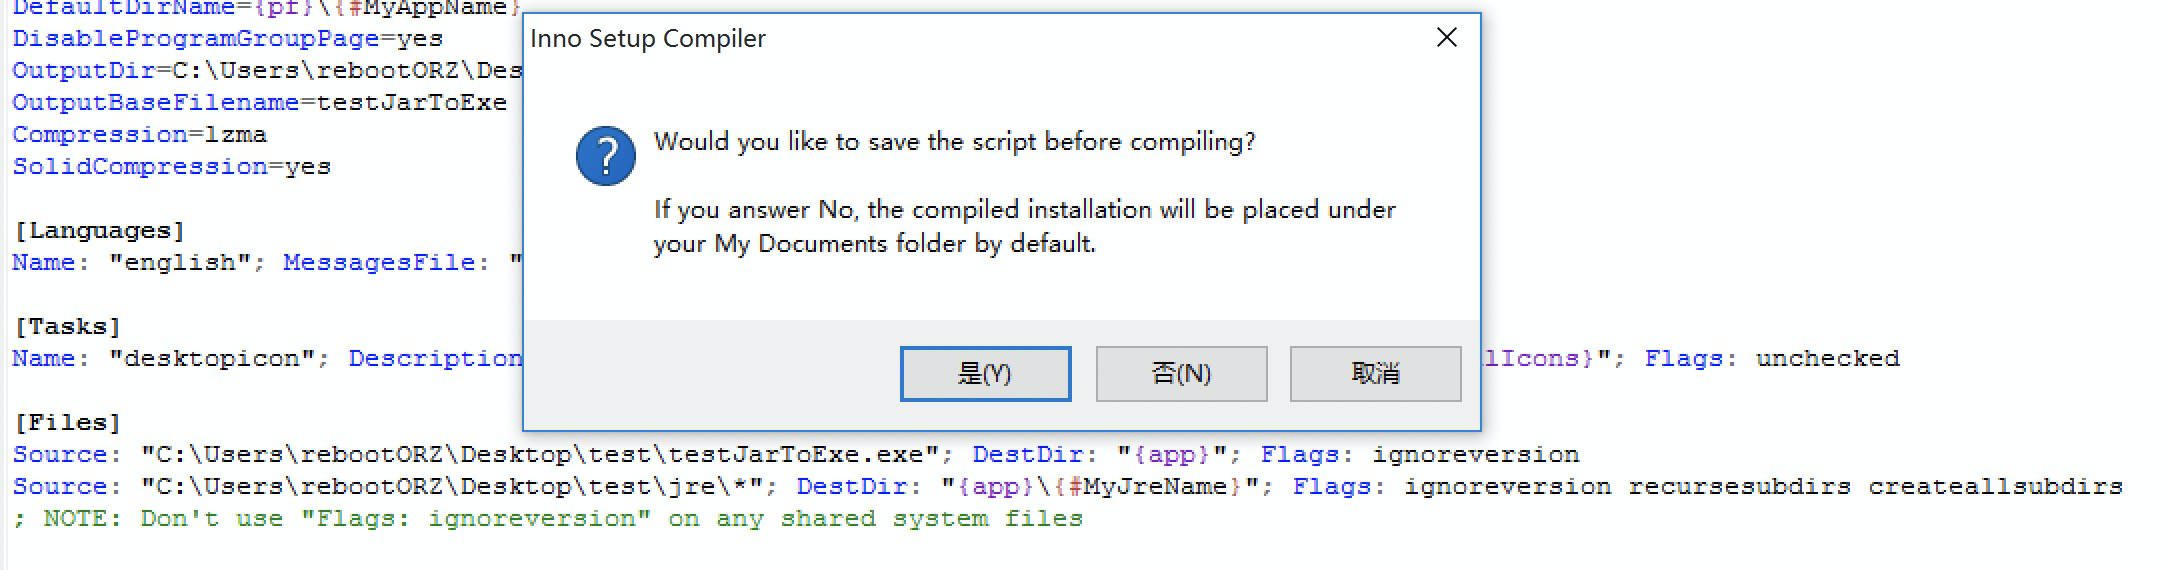 DefaultDirName={pf}\{#MyAppName}
DisableProgramGroupPage=yes
OutputDir=C:\Users\rebootORZ\Des
OutputBaseFilename=testJarToExe
Compression=lzma
SolidCompression=yes
Inno Setup Compiler
Would you like to save the script before compiling?
If you answer No, the compiled installation will be placed under
your My Documents folder by default.
是(Y) 否(N) 取消
[Languages]
Name: "english"; MessagesFile: "
[Tasks]
Name: "desktopicon"; Description lIcons}"; Flags: unchecked
[Files]
Source: "C:\Users\rebootORZ\Desktop\test\testJarToExe.exe"; DestDir: "{app}"; Flags: ignoreversion
Source: "C:\Users\rebootORZ\Desktop\test\jre\*"; DestDir: "{app}\{#MyJreName}"; Flags: ignoreversion recursesubdirs createallsubdirs
; NOTE: Don't use "Flags: ignoreversion" on any shared system files